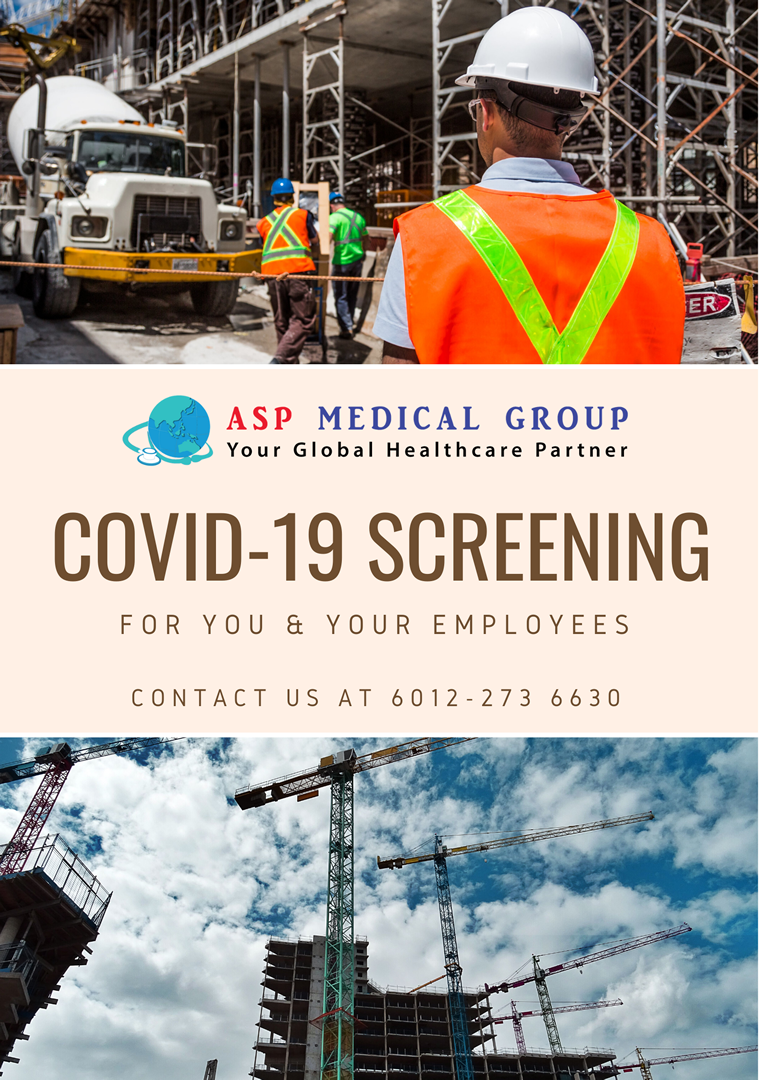 ER
ASP MEDICAL GROUP
Your Global Healthcare Partner
COVID-19 SCREENING
FOR YOU & YOUR EMPLOYEES
CONTACT US AT 6012-273 6630